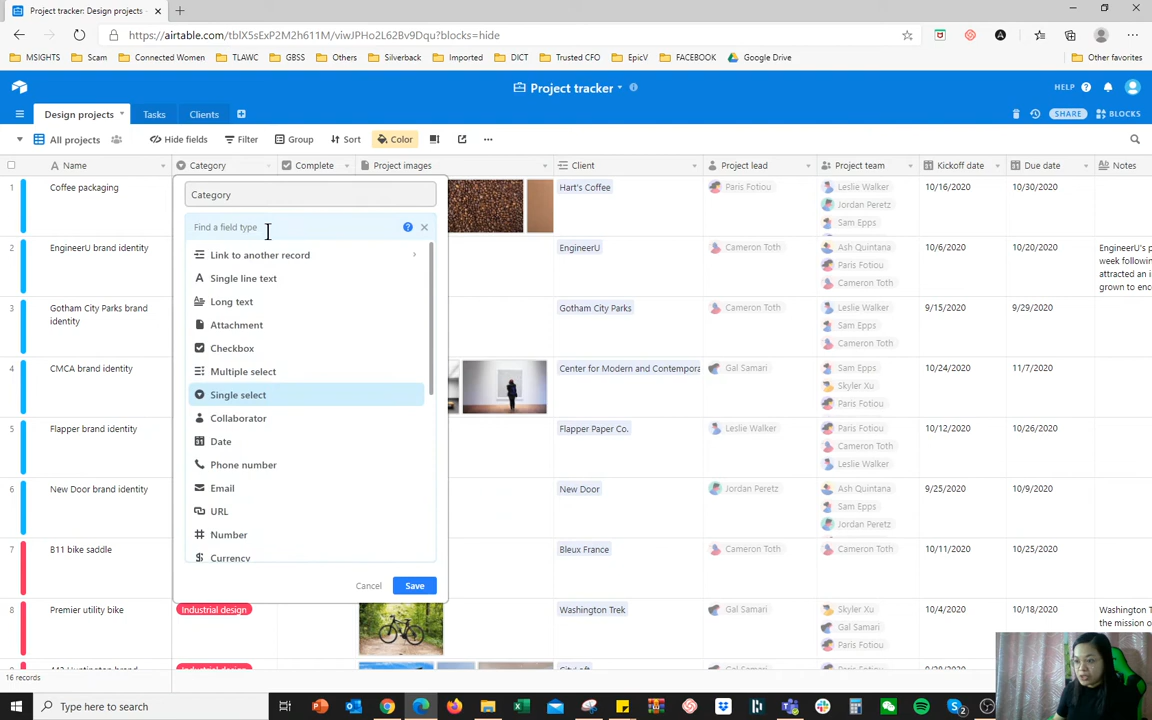 Project tracker: Design projects -
https://airtable.com/tblX5sExP2M2h611M/viwJPHo2L62Bv9Dqu?blocks=hide
MSIGHTS Scam Connected Women TLAWC GBSS Others Silverback Imported DICT Trusted CFO EpicV FACEBOOK Google Drive Other favorites
Project tracker
HELP
Design projects Tasks Clients
SHARE BLOCKS
All projects Hide fields Filter Group Sort Color
Name Category Complete Project images Client Project lead Project team Kickoff date Due date Notes
1 Coffee packaging Hart's Coffee Paris Fotiou Leslie Walker 10/16/2020 10/30/2020
Jordan Peretz
Sam Epps
2 EngineerU brand identity EngineerU Cameron Toth Ash Quintana 10/6/2020 10/20/2020 EngineerU's p
Paris Fotiou week following
Cameron Toth attracted an i
grown to enco
3 Gotham City Parks brand identity Gotham City Parks Cameron Toth Leslie Walker 9/15/2020 9/29/2020
Sam Epps
Cameron Toth
4 CMCA brand identity Center for Modern and Contempora Gal Samari Sam Epps 10/24/2020 11/7/2020
Skyler Xu
Paris Fotiou
5 Flapper brand identity Flapper Paper Co. Leslie Walker Paris Fotiou 10/12/2020 10/26/2020
Cameron Toth
Leslie Walker
6 New Door brand identity New Door Jordan Peretz Ash Quintana 9/25/2020 10/9/2020
Sam Epps
Jordan Peretz
7 B11 bike saddle Bleux France Cameron Toth Cameron Toth 10/11/2020 10/25/2020
8 Premier utility bike Industrial design Washington Trek Gal Samari Skyler Xu 10/4/2020 10/18/2020 Washington T
Gal Samari the mission o
Paris Fotiou
Category
Find a field type
Link to another record
Single line text
Long text
Attachment
Checkbox
Multiple select
Single select
Collaborator
Date
Phone number
Email
URL
Number
Currency
Cancel Save
16 records
Type here to search